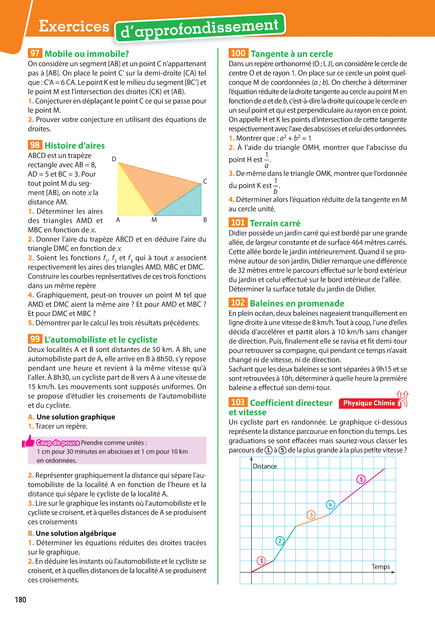 Exercices d'approfondissement
97 Mobile ou immobile?
On considère un segment [AB] et un point C n'appartenant
pas à [AB]. On place le point C' sur la demi-droite [CA) tel
que : C'A = 6 CA. Le point K est le milieu du segment [BC'] et
le point M est l'intersection des droites (CK) et (AB).
1. Conjecturer en déplaçant le point C ce qui se passe pour
le point M.
2. Prouver votre conjecture en utilisant des équations de
droites.
98 Histoire d'aires
ABCD est un trapèze
rectangle avec AB = 8,
AD = 5 et BC = 3. Pour
tout point M du seg-
ment [AB], on note x la
distance AM.
1. Déterminer les aires
des triangles AMD et
MBC en fonction de x.
D
C
A
M
B
2. Donner l'aire du trapèze ABCD et en déduire l'aire du
triangle DMC en fonction de x
3. Soient les fonctions f1, f2 et f3 qui à tout x associent
respectivement les aires des triangles AMD, MBC et DMC.
Construire les courbes représentatives de ces trois fonctions
dans un même repère
4. Graphiquement, peut-on trouver un point M tel que
AMD et DMC aient la même aire ? Et pour AMD et MBC ?
Et pour DMC et MBC ?
5. Démontrer par le calcul les trois résultats précédents.
99 L'automobiliste et le cycliste
Deux localités A et B sont distantes de 50 km. A 8h, une
automobiliste part de A, elle arrive en B à 8h50, s'y repose
pendant une heure et revient à la même vitesse qu'à
l'aller. À 8h30, un cycliste part de B vers A à une vitesse de
15 km/h. Les mouvements sont supposés uniformes. On
se propose d'étudier les croisements de l'automobiliste
et du cycliste.
A. Une solution graphique
1. Tracer un repère.
Coup de pouce Prendre comme unités :
1 cm pour 30 minutes en abscisses et 1 cm pour 10 km
en ordonnées.
2. Représenter graphiquement la distance qui sépare l'au-
tomobiliste de la localité A en fonction de l'heure et la
distance qui sépare le cycliste de la localité A.
3. Lire sur le graphique les instants où l'automobiliste et le
cycliste se croisent, et à quelles distances de A se produisent
ces croisements
B. Une solution algébrique
1. Déterminer les équations réduites des droites tracées
sur le graphique.
2. En déduire les instants où l'automobiliste et le cycliste se
croisent, et à quelles distances de la localité A se produisent
ces croisements.
180
100 Tangente à un cercle
Dans un repère orthonormé (O ; I, J), on considère le cercle de
centre O et de rayon 1. On place sur ce cercle un point quel-
conque M de coordonnées (a ; b). On cherche à déterminer
l'équation réduite de la droite tangente au cercle au point M en
fonction de a et de b, c'est-à-dire la droite qui coupe le cercle en
un seul point et qui est perpendiculaire au rayon en ce point.
On appelle H et K les points d'intersection de cette tangente
respectivement avec l'axe des abscisses et celui des ordonnées.
1. Montrer que : a² + b² = 1
2. À l'aide du triangle OMH, montrer que l'abscisse du
point H est 1/a.
3. De même dans le triangle OMK, montrer que l'ordonnée
du point K est 1/b.
4. Déterminer alors l'équation réduite de la tangente en M
au cercle unité.
101 Terrain carré
Didier possède un jardin carré qui est bordé par une grande
allée, de largeur constante et de surface 464 mètres carrés.
Cette allée borde le jardin intérieurement. Quand il se pro-
mène autour de son jardin, Didier remarque une différence
de 32 mètres entre le parcours effectué sur le bord extérieur
du jardin et celui effectué sur le bord intérieur de l'allée.
Déterminer la surface totale du jardin de Didier.
102 Baleines en promenade
En plein océan, deux baleines nageaient tranquillement en
ligne droite à une vitesse de 8 km/h. Tout à coup, l'une d'elles
décida d'accélérer et partit alors à 10 km/h sans changer
de direction. Puis, finalement elle se ravisa et fit demi-tour
pour retrouver sa compagne, qui pendant ce temps n'avait
changé ni de vitesse, ni de direction.
Sachant que les deux baleines se sont séparées à 9h15 et se
sont retrouvées à 10h, déterminer à quelle heure la première
baleine a effectué son demi-tour.
103 Coefficient directeur
et vitesse
Physique Chimie
Un cycliste part en randonnée. Le graphique ci-dessous
représente la distance parcourue en fonction du temps. Les
graduations se sont effacées mais sauriez-vous classer les
parcours de ① à ⑤ de la plus grande à la plus petite vitesse ?
Distance
1
2
3
4
5
Temps